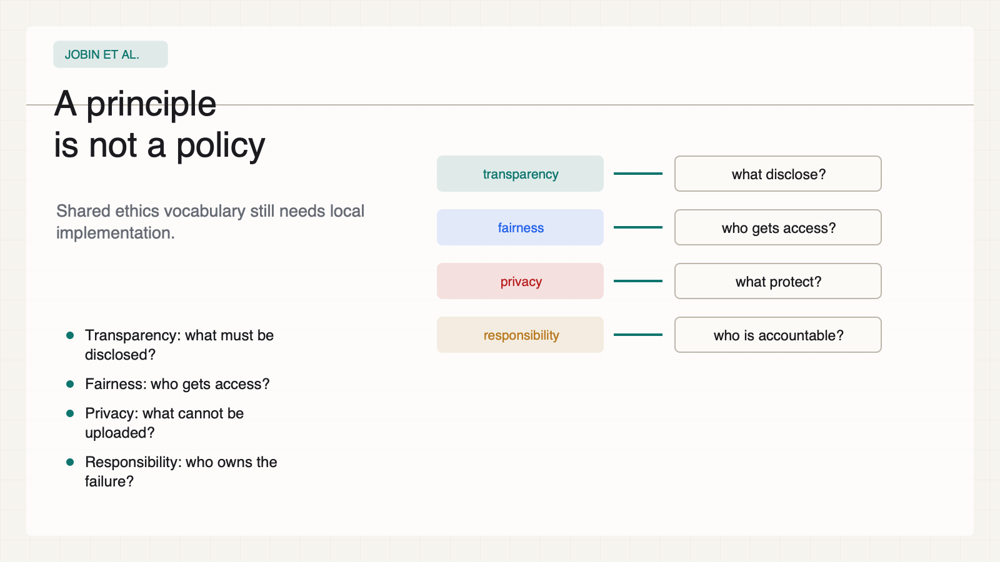 JOBIN ET AL.
A principle
is not a policy
Shared ethics vocabulary still needs local
implementation.
Transparency: what must be
disclosed?
Fairness: who gets access?
Privacy: what cannot be
uploaded?
Responsibility: who owns the
failure?
transparency
what disclose?
fairness
who gets access?
privacy
what protect?
responsibility
who is accountable?